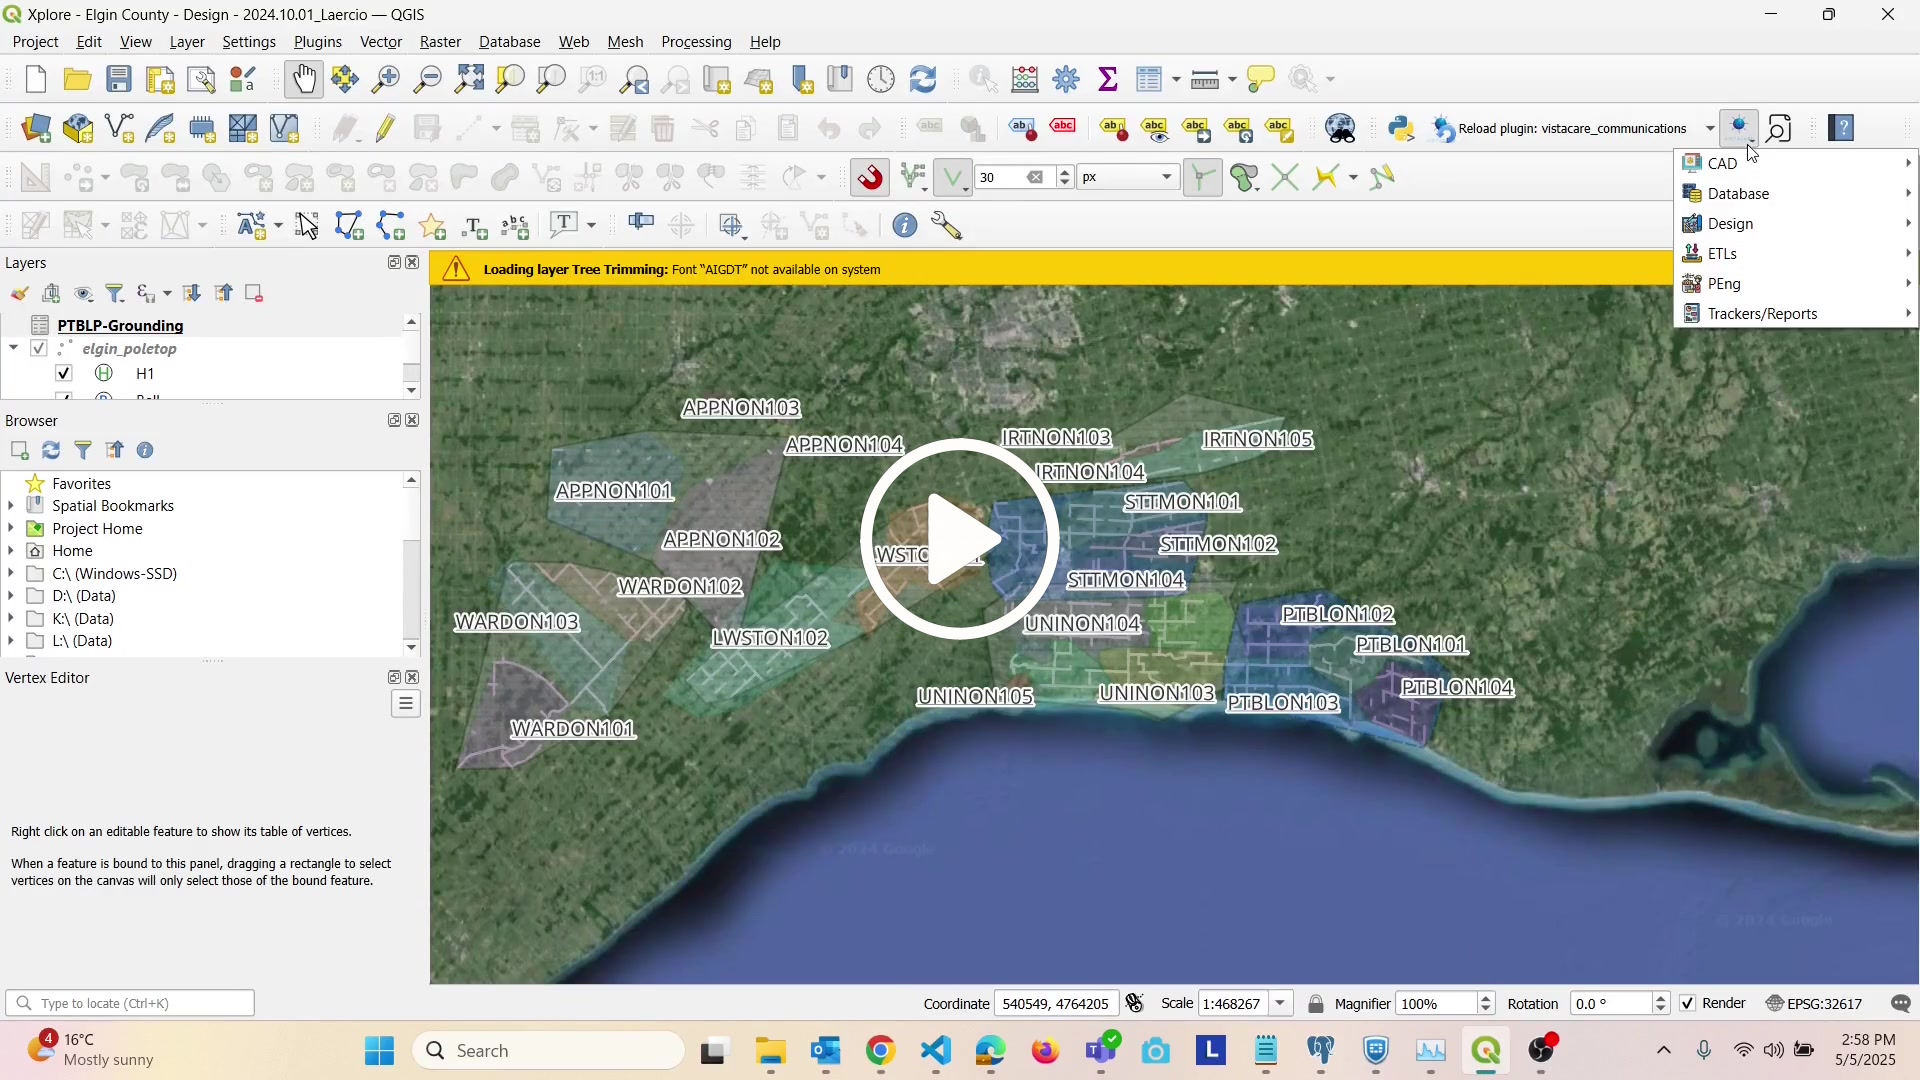 Xplore - Elgin County - Design - 2024.10.01_Laercio — QGIS
Project Edit View Layer Settings Plugins Vector Raster Database Web Mesh Processing Help
Reload plugin: vistacare_communications
30 px
CAD
Database
Design
ETLs
PEng
Trackers/Reports
Layers
Loading layer Tree Trimming: Font “AIGDT” not available on system
PTBLP-Grounding
elgin_poletop
H1
Browser
Favorites
Spatial Bookmarks
Project Home
Home
C:\ (Windows-SSD)
D:\ (Data)
K:\ (Data)
L:\ (Data)
Vertex Editor
Right click on an editable feature to show its table of vertices.
When a feature is bound to this panel, dragging a rectangle to select
vertices on the canvas will only select those of the bound feature.
APPNON103
APPNON104
IRTNON103
IRTNON105
IRTNON104
APPNON101
STTMON101
APPNON102
STTMON102
WARDON102
STTMON104
WARDON103
UNINON104
PTBLON102
LWSTON102
PTBLON101
UNINON105
UNINON103
PTBLON104
PTBLON103
WARDON101
© 2024 Google
© 2024 Google
Type to locate (Ctrl+K)
Coordinate 540549, 4764205 Scale 1:468267 Magnifier 100% Rotation 0.0 ° Render EPSG:32617
4
16°C
Mostly sunny
Search
L
2:58 PM
5/5/2025